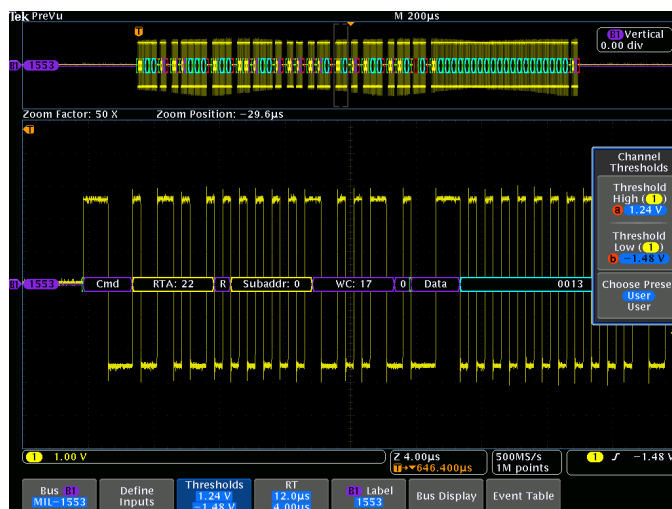 Tek PreVu M 200µs
T
B1 Vertical
0.00 div
B1 1553
Zoom Factor: 50 X Zoom Position: −29.6µs
T
Channel
Thresholds
Threshold
High (1)
a 1.24 V
Threshold
Low (1)
b −1.48 V
B1 1553 Cmd RTA: 22 R Subaddr: 0 WC: 17 0 Data 0013
Choose Prese
User
User
1 1.00 V
Z 4.00µs
T→▼646.400µs
500MS/s
1M points
1 ∫ −1.48 V
Bus B1
MIL−1553
Define
Inputs
Thresholds
1.24 V
−1.48 V
RT
12.0µs
4.00µs
B1 Label
1553
Bus Display
Event Table